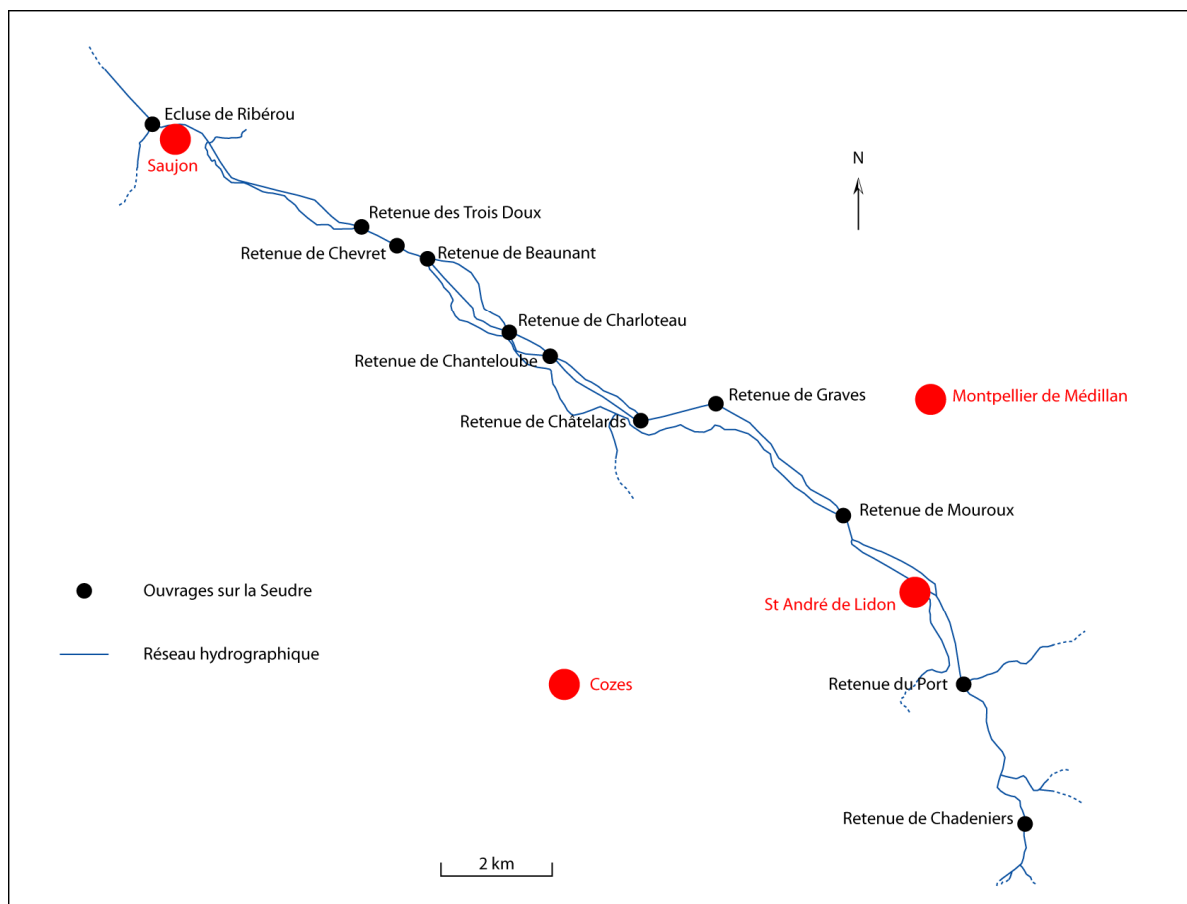 Ecluse de Ribérou
N
Saujon
Retenue des Trois Doux
Retenue de Chevret
Retenue de Beaunant
Retenue de Charloteau
Retenue de Chanteloube
Retenue de Graves
Montpellier de Médillan
Retenue de Châtelards
Retenue de Mouroux
Ouvrages sur la Seudre
St André de Lidon
Réseau hydrographique
Cozes
Retenue du Port
Retenue de Chadeniers
2 km